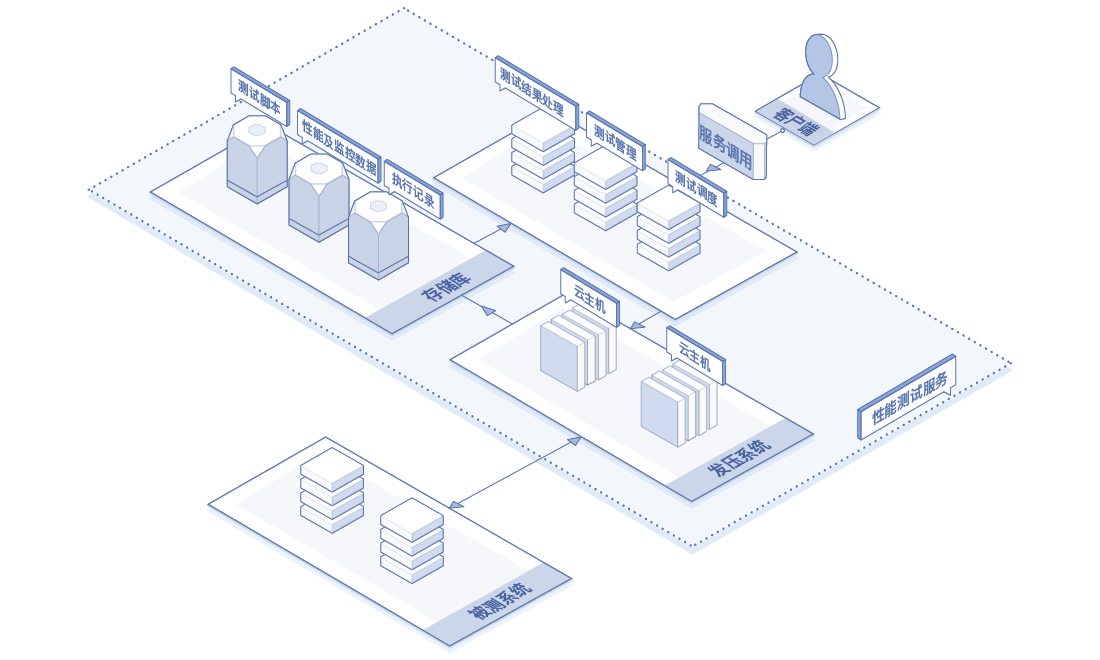 测试脚本
性能及监控数据
执行记录
存储库
测试结果处理
测试管理
测试调度
服务调用
客户端
云主机
云主机
发压系统
性能测试服务
被测系统